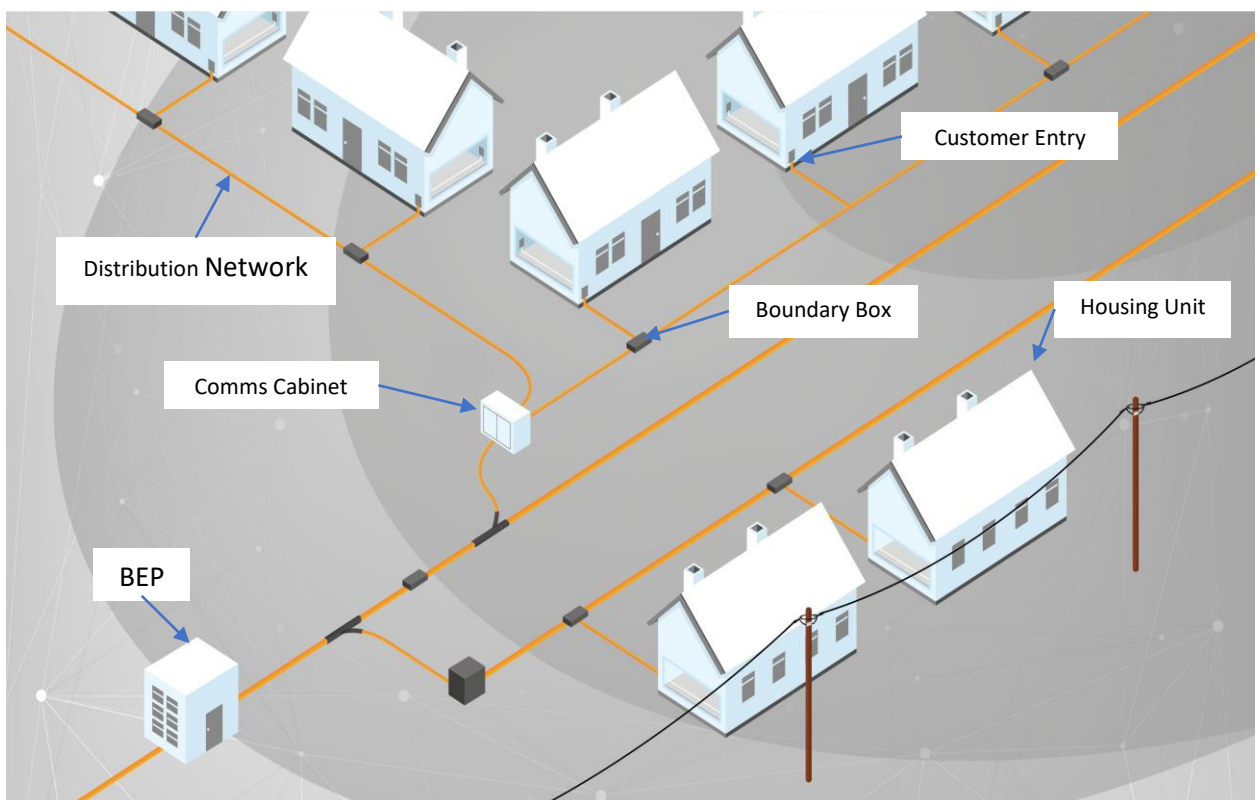 Customer Entry
Distribution Network
Boundary Box
Housing Unit
Comms Cabinet
BEP